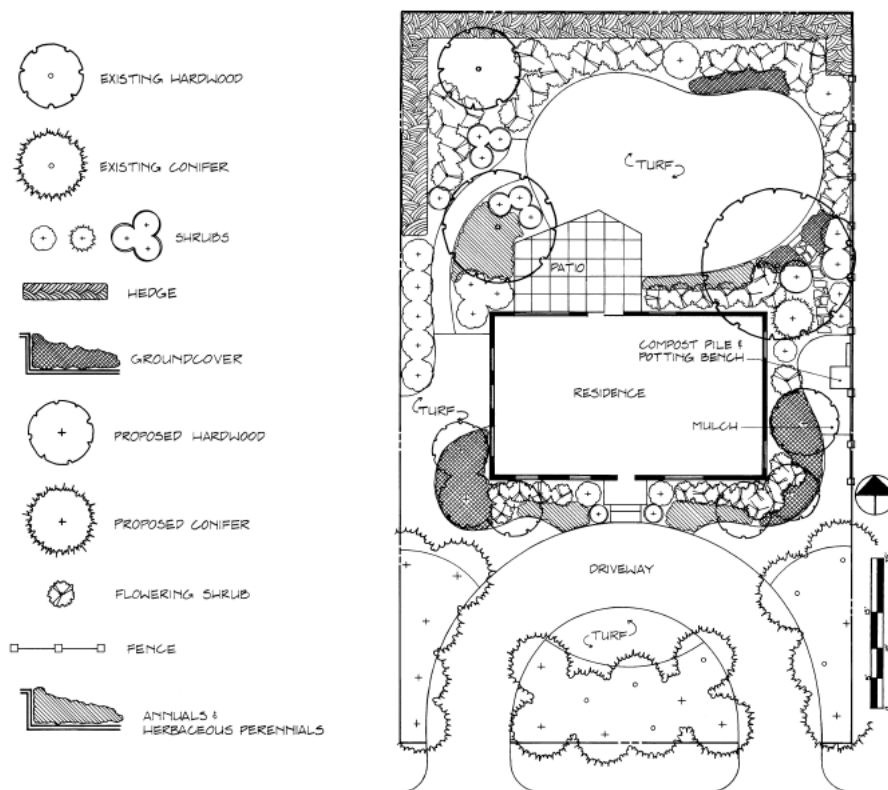 EXISTING HARDWOOD
EXISTING CONIFER
SHRUBS
HEDGE
GROUNDCOVER
PROPOSED HARDWOOD
PROPOSED CONIFER
FLOWERING SHRUB
FENCE
ANNUALS &
HERBACEOUS PERENNIALS
TURF
PATIO
COMPOST PILE &
POTTING BENCH
RESIDENCE
TURF
MULCH
DRIVEWAY
TURF